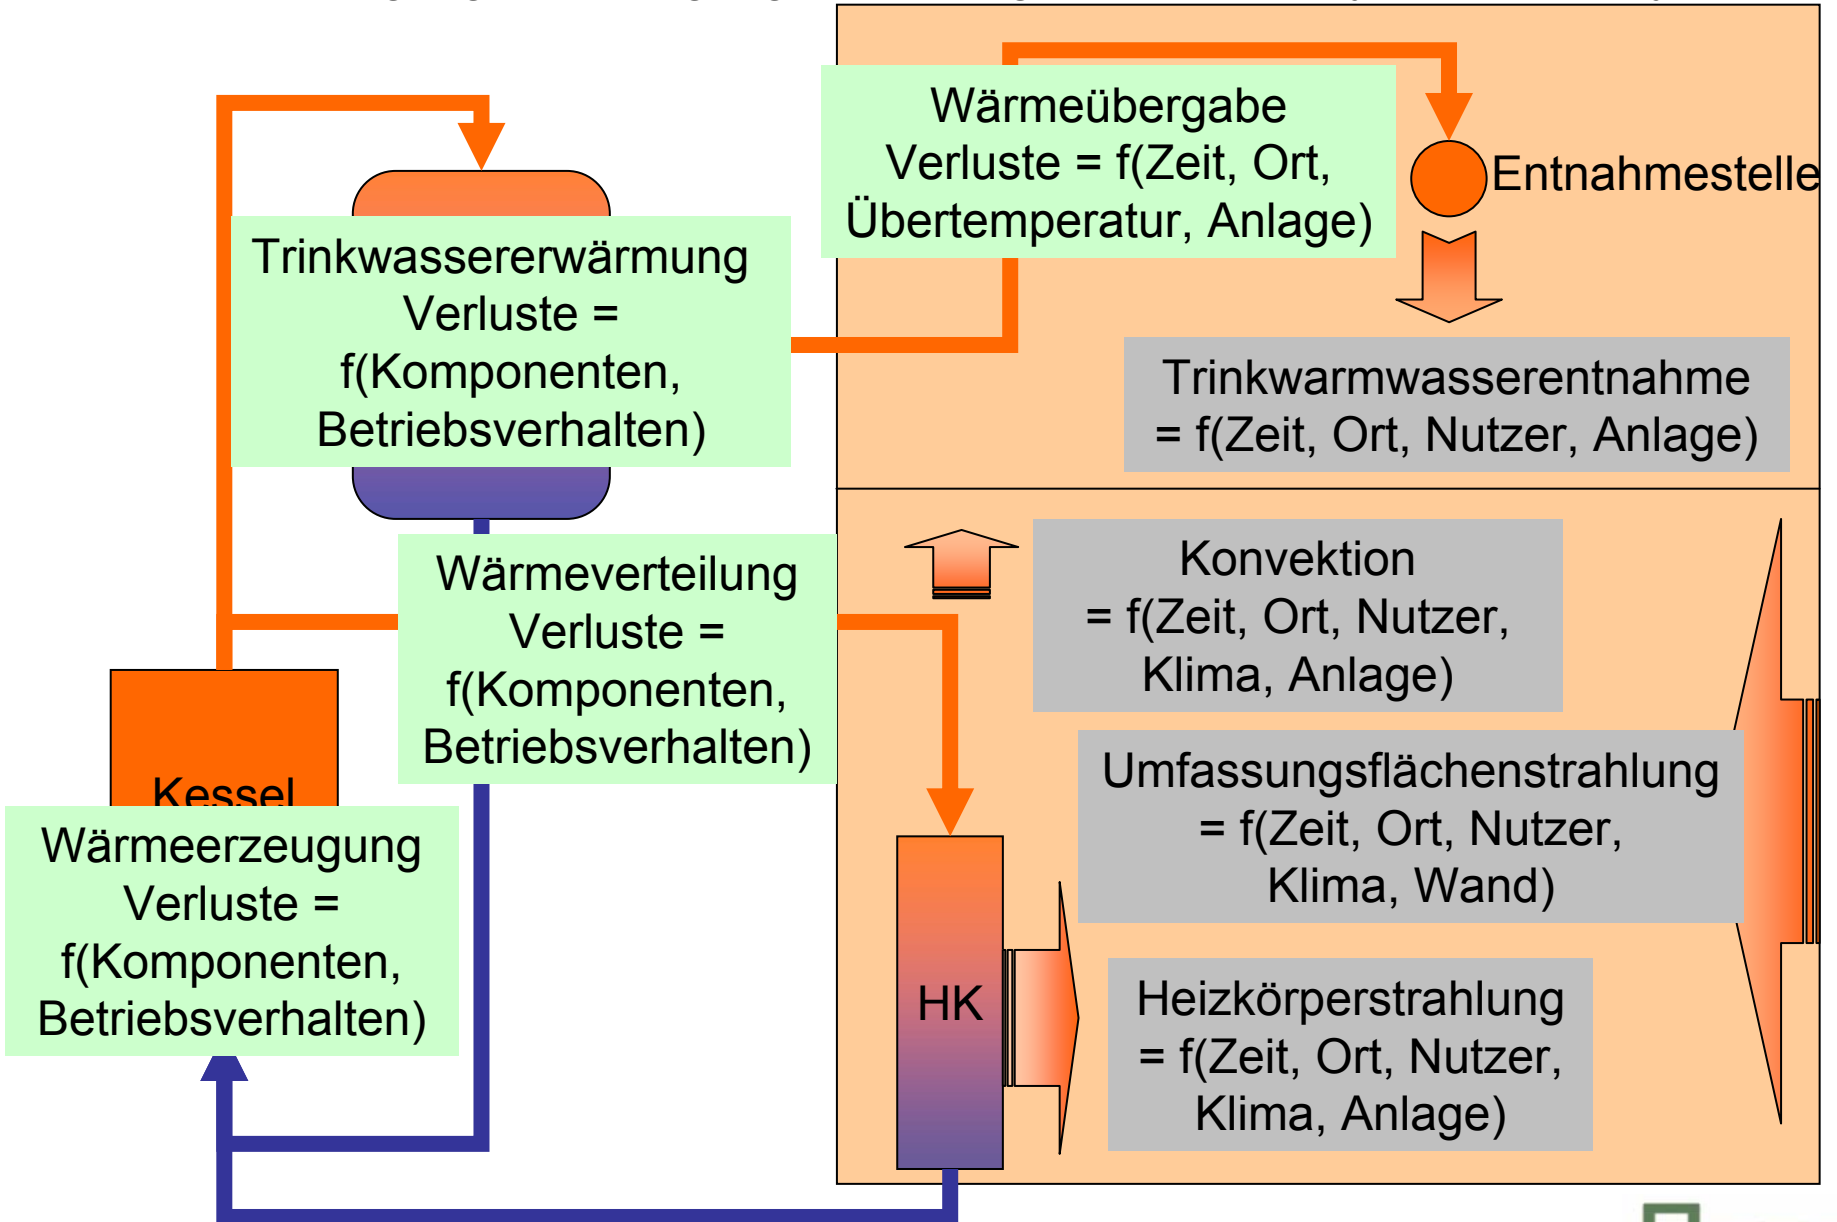 Wärmeübergabe
Verluste = f(Zeit, Ort,
Übertemperatur, Anlage)
Entnahmestelle
Trinkwassererwärmung
Verluste =
f(Komponenten,
Betriebsverhalten)
Trinkwarmwasserentnahme
= f(Zeit, Ort, Nutzer, Anlage)
Wärmeverteilung
Verluste =
f(Komponenten,
Betriebsverhalten)
Konvektion
= f(Zeit, Ort, Nutzer,
Klima, Anlage)
Kessel
Umfassungsflächenstrahlung
= f(Zeit, Ort, Nutzer,
Klima, Wand)
Wärmeerzeugung
Verluste =
f(Komponenten,
Betriebsverhalten)
HK
Heizkörperstrahlung
= f(Zeit, Ort, Nutzer,
Klima, Anlage)